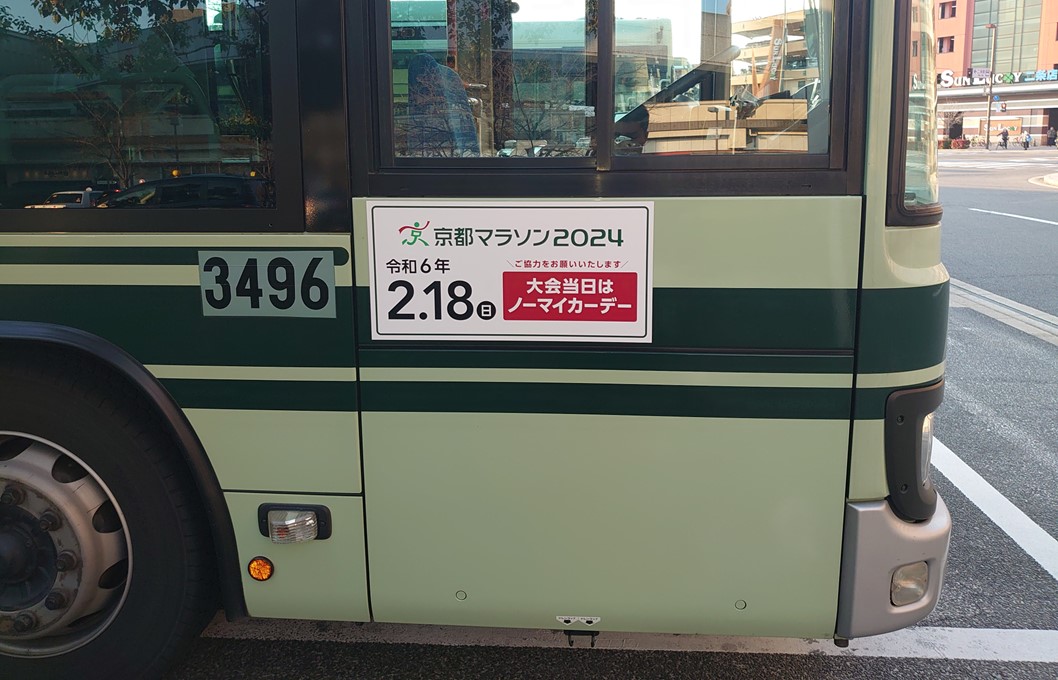 SUN
京都マラソン2024
令和6年
2.18日
ご協力をお願いいたします
大会当日は
ノーマイカーデー
3496